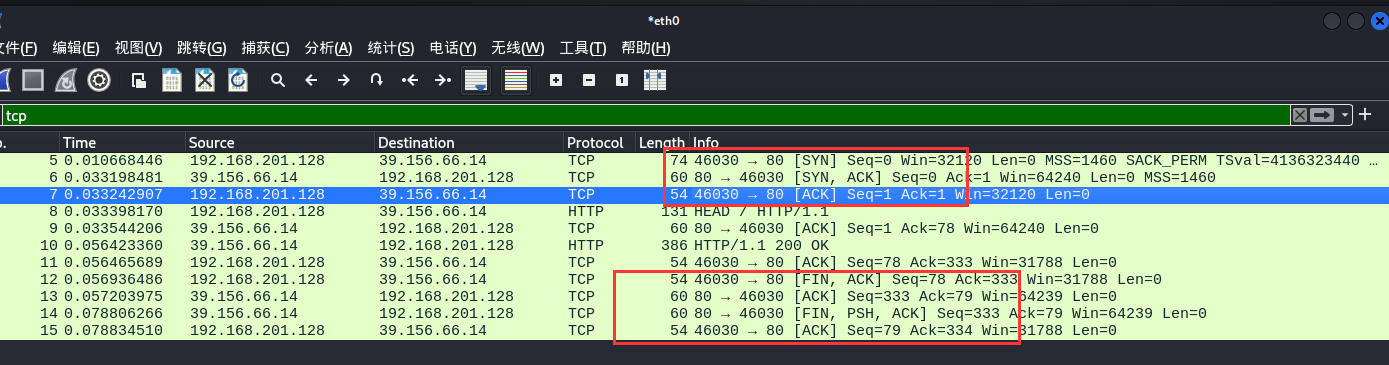 *eth0
文件(F) 编辑(E) 视图(V) 跳转(G) 捕获(C) 分析(A) 统计(S) 电话(Y) 无线(W) 工具(T) 帮助(H)
tcp
Time Source Destination Protocol Length Info
5 0.010668446 192.168.201.128 39.156.66.14 TCP 74 46030 → 80 [SYN] Seq=0 Win=32120 Len=0 MSS=1460 SACK_PERM TSval=4136323440 …
6 0.033198481 39.156.66.14 192.168.201.128 TCP 60 80 → 46030 [SYN, ACK] Seq=0 Ack=1 Win=64240 Len=0 MSS=1460
7 0.033242907 192.168.201.128 39.156.66.14 TCP 54 46030 → 80 [ACK] Seq=1 Ack=1 Win=32120 Len=0
8 0.033398170 192.168.201.128 39.156.66.14 HTTP 131 HEAD / HTTP/1.1
9 0.033544206 39.156.66.14 192.168.201.128 TCP 60 80 → 46030 [ACK] Seq=1 Ack=78 Win=64240 Len=0
10 0.056423360 39.156.66.14 192.168.201.128 HTTP 386 HTTP/1.1 200 OK
11 0.056465689 192.168.201.128 39.156.66.14 TCP 54 46030 → 80 [ACK] Seq=78 Ack=333 Win=31788 Len=0
12 0.056936486 192.168.201.128 39.156.66.14 TCP 54 46030 → 80 [FIN, ACK] Seq=78 Ack=333 Win=31788 Len=0
13 0.057203975 39.156.66.14 192.168.201.128 TCP 60 80 → 46030 [ACK] Seq=333 Ack=79 Win=64239 Len=0
14 0.078806266 39.156.66.14 192.168.201.128 TCP 60 80 → 46030 [FIN, PSH, ACK] Seq=333 Ack=79 Win=64239 Len=0
15 0.078834510 192.168.201.128 39.156.66.14 TCP 54 46030 → 80 [ACK] Seq=79 Ack=334 Win=31788 Len=0